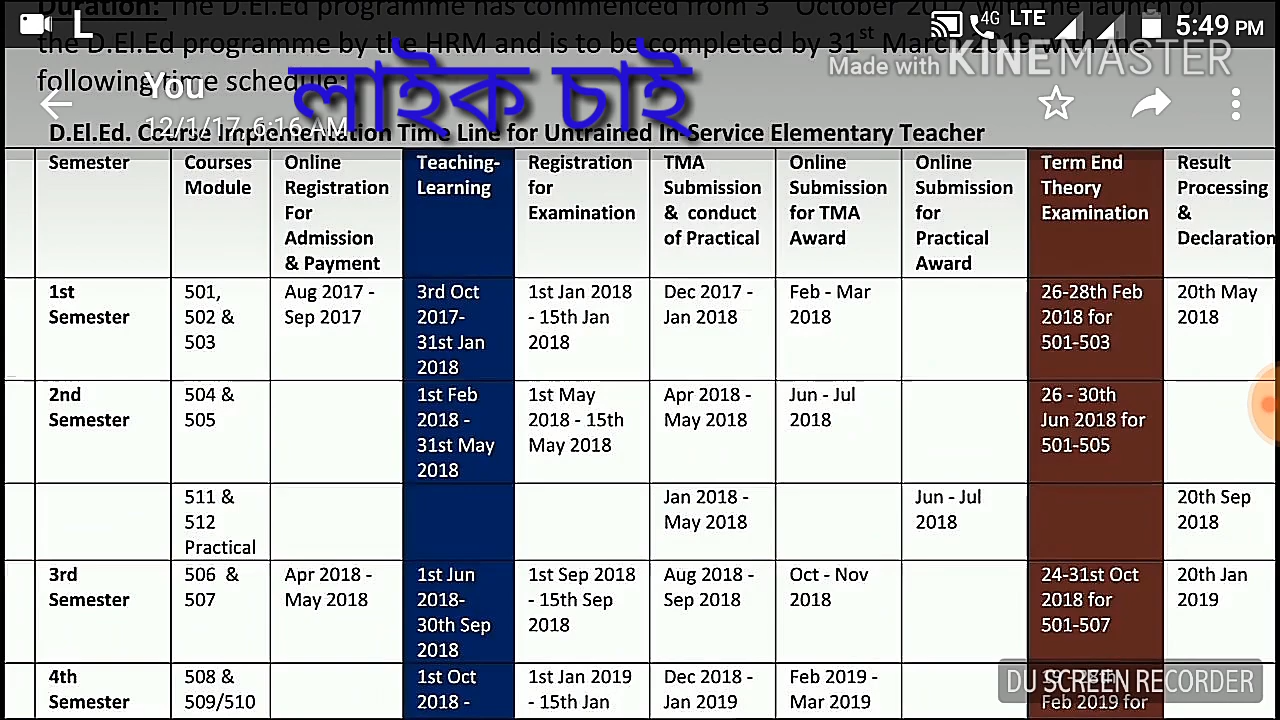 L
4G LTE 5:49 PM
Duration: The D.El.Ed programme has commenced from 3 October
the D.El.Ed programme by the HRM and is to be completed by 31st
following time schedule:
Made with KINEMASTER
You
12/1/17, 6:16 AM
লাইক চাই
D.El.Ed. Course Implementation Time Line for Untrained In-Service Elementary Teacher
Semester
Courses
Module
Online
Registration
For
Admission
& Payment
Teaching-
Learning
Registration
for
Examination
TMA
Submission
& conduct
of Practical
Online
Submission
for TMA
Award
Online
Submission
for
Practical
Award
Term End
Theory
Examination
Result
Processing
&
Declaration
1st
Semester
501,
502 &
503
Aug 2017 -
Sep 2017
3rd Oct
2017-
31st Jan
2018
1st Jan 2018
- 15th Jan
2018
Dec 2017 -
Jan 2018
Feb - Mar
2018
26-28th Feb
2018 for
501-503
20th May
2018
2nd
Semester
504 &
505
1st Feb
2018 -
31st May
2018
1st May
2018 - 15th
May 2018
Apr 2018 -
May 2018
Jun - Jul
2018
26 - 30th
Jun 2018 for
501-505
511 &
512
Practical
Jan 2018 -
May 2018
Jun - Jul
2018
20th Sep
2018
3rd
Semester
506 &
507
Apr 2018 -
May 2018
1st Jun
2018-
30th Sep
2018
1st Sep 2018
- 15th Sep
2018
Aug 2018 -
Sep 2018
Oct - Nov
2018
24-31st Oct
2018 for
501-507
20th Jan
2019
4th
Semester
508 &
509/510
1st Oct
2018 -
1st Jan 2019
- 15th Jan
Dec 2018 -
Jan 2019
Feb 2019 -
Mar 2019
Feb 2019 for
DU SCREEN RECORDER